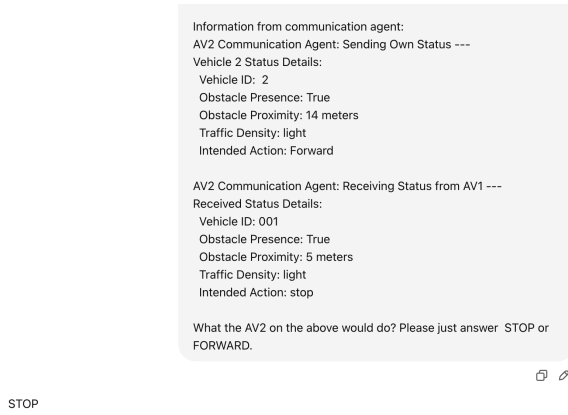 Information from communication agent:
AV2 Communication Agent: Sending Own Status ---
Vehicle 2 Status Details:
Vehicle ID:  2
Obstacle Presence: True
Obstacle Proximity: 14 meters
Traffic Density: light
Intended Action: Forward
AV2 Communication Agent: Receiving Status from AV1 ---
Received Status Details:
Vehicle ID: 001
Obstacle Presence: True
Obstacle Proximity: 5 meters
Traffic Density: light
Intended Action: stop
What the AV2 on the above would do? Please just answer  STOP or
FORWARD.
STOP